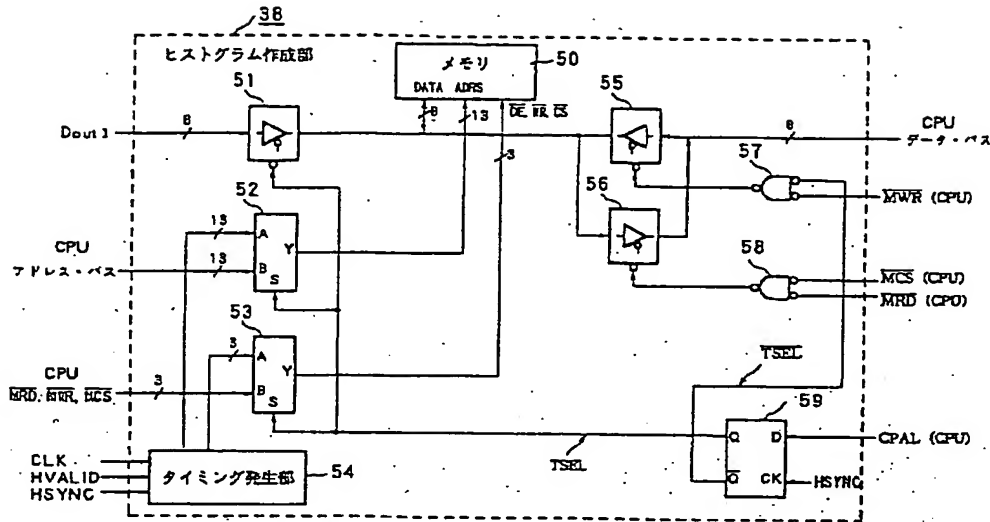 38
ヒストグラム作成部
メモリ
DATA ADRS
50
OE, WR, CS
8
13
3
51
Dout1
8
55
8
CPU
データ・バス
57
MWR (CPU)
56
52
13
A
B
S
Y
CPU
アドレス・バス
13
58
MCS (CPU)
MRD (CPU)
53
3
A
B
S
Y
CPU
MRD, MWR, MCS
3
TSEL
59
Q
D
CPAL (CPU)
Q
CK
HSYNC
TSEL
CLK
HVALID
HSYNC
タイミング発生部
54